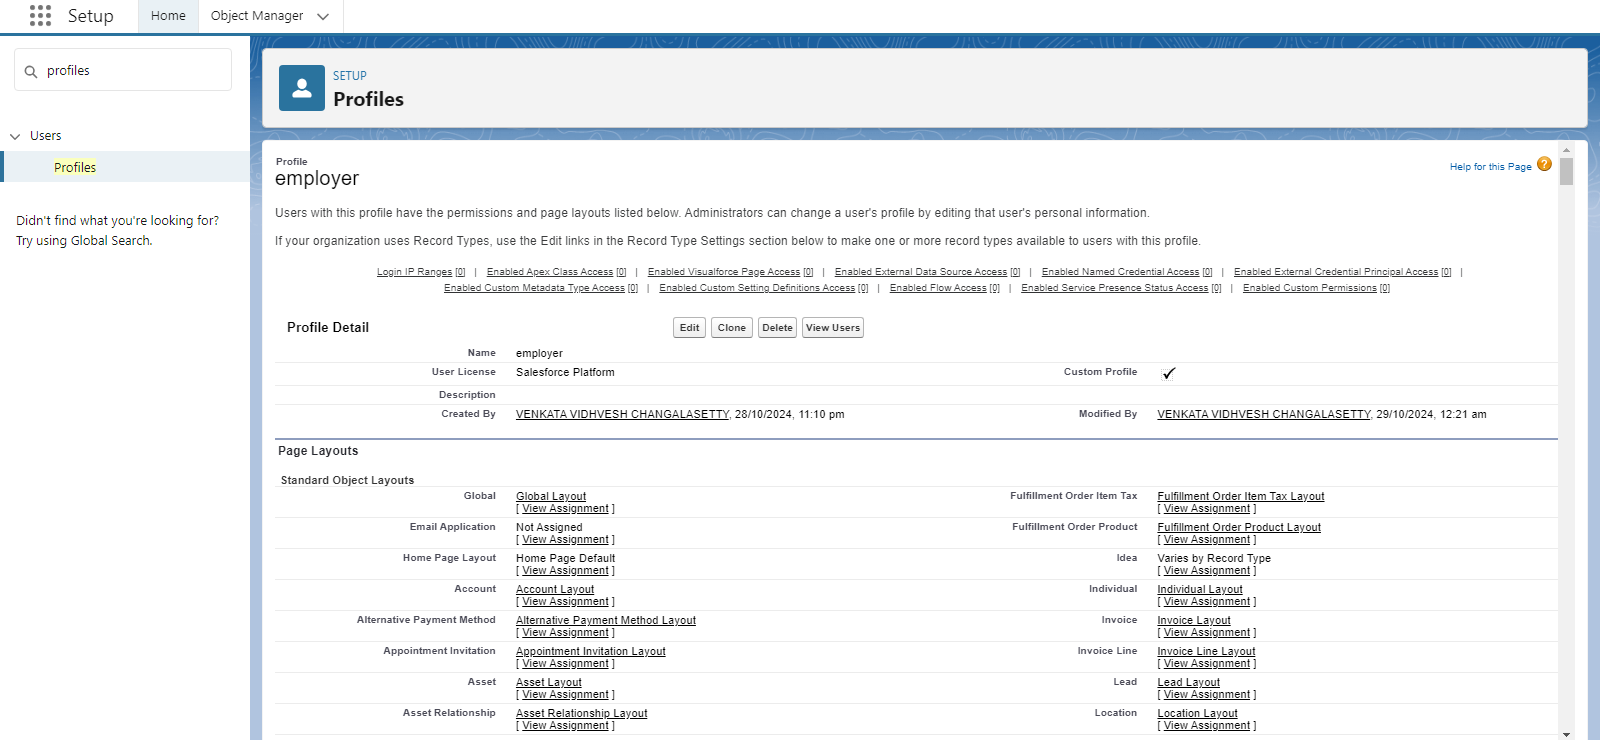 Setup Home Object Manager
profiles
Users
Profiles
Didn't find what you're looking for?
Try using Global Search.
SETUP
Profiles
Profile
employer
Help for this Page ?
Users with this profile have the permissions and page layouts listed below. Administrators can change a user's profile by editing that user's personal information.
If your organization uses Record Types, use the Edit links in the Record Type Settings section below to make one or more record types available to users with this profile.
Login IP Ranges [0] | Enabled Apex Class Access [0] | Enabled Visualforce Page Access [0] | Enabled External Data Source Access [0] | Enabled Named Credential Access [0] | Enabled External Credential Principal Access [0] |
Enabled Custom Metadata Type Access [0] | Enabled Custom Setting Definitions Access [0] | Enabled Flow Access [0] | Enabled Service Presence Status Access [0] | Enabled Custom Permissions [0]
Profile Detail Edit Clone Delete View Users
Name employer
User License Salesforce Platform Custom Profile ✓
Description
Created By VENKATA VIDHVESH CHANGALASETTY, 28/10/2024, 11:10 pm Modified By VENKATA VIDHVESH CHANGALASETTY, 29/10/2024, 12:21 am
Page Layouts
Standard Object Layouts
Global Global Layout Fulfillment Order Item Tax Fulfillment Order Item Tax Layout
[ View Assignment ] [ View Assignment ]
Email Application Not Assigned Fulfillment Order Product Fulfillment Order Product Layout
[ View Assignment ] [ View Assignment ]
Home Page Layout Home Page Default Idea Varies by Record Type
[ View Assignment ] [ View Assignment ]
Account Account Layout Individual Individual Layout
[ View Assignment ] [ View Assignment ]
Alternative Payment Method Alternative Payment Method Layout Invoice Invoice Layout
[ View Assignment ] [ View Assignment ]
Appointment Invitation Appointment Invitation Layout Invoice Line Invoice Line Layout
[ View Assignment ] [ View Assignment ]
Asset Asset Layout Lead Lead Layout
[ View Assignment ] [ View Assignment ]
Asset Relationship Asset Relationship Layout Location Location Layout
[ View Assignment ] [ View Assignment ]